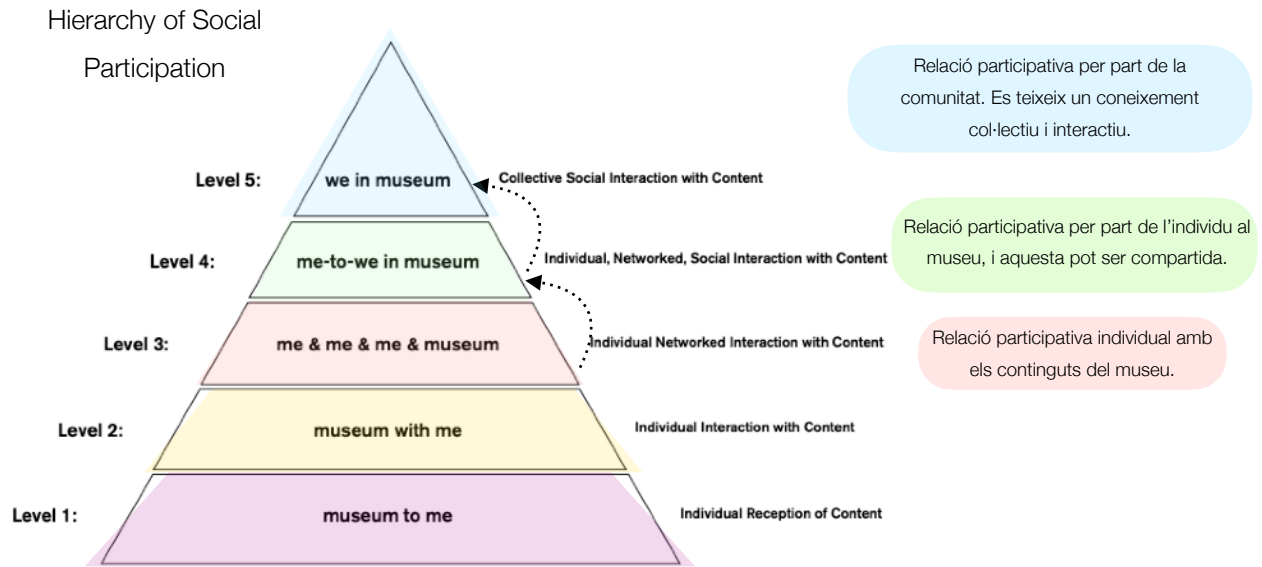 Hierarchy of Social
Participation
Relació participativa per part de la
comunitat. Es teixeix un coneixement
col·lectiu i interactiu.
Level 5:
we in museum
Collective Social Interaction with Content
Relació participativa per part de l'individu al
museu, i aquesta pot ser compartida.
Level 4:
me-to-we in museum
Individual, Networked, Social Interaction with Content
Level 3:
me & me & me & museum
Individual Networked Interaction with Content
Relació participativa individual amb
els continguts del museu.
Level 2:
museum with me
Individual Interaction with Content
Level 1:
museum to me
Individual Reception of Content